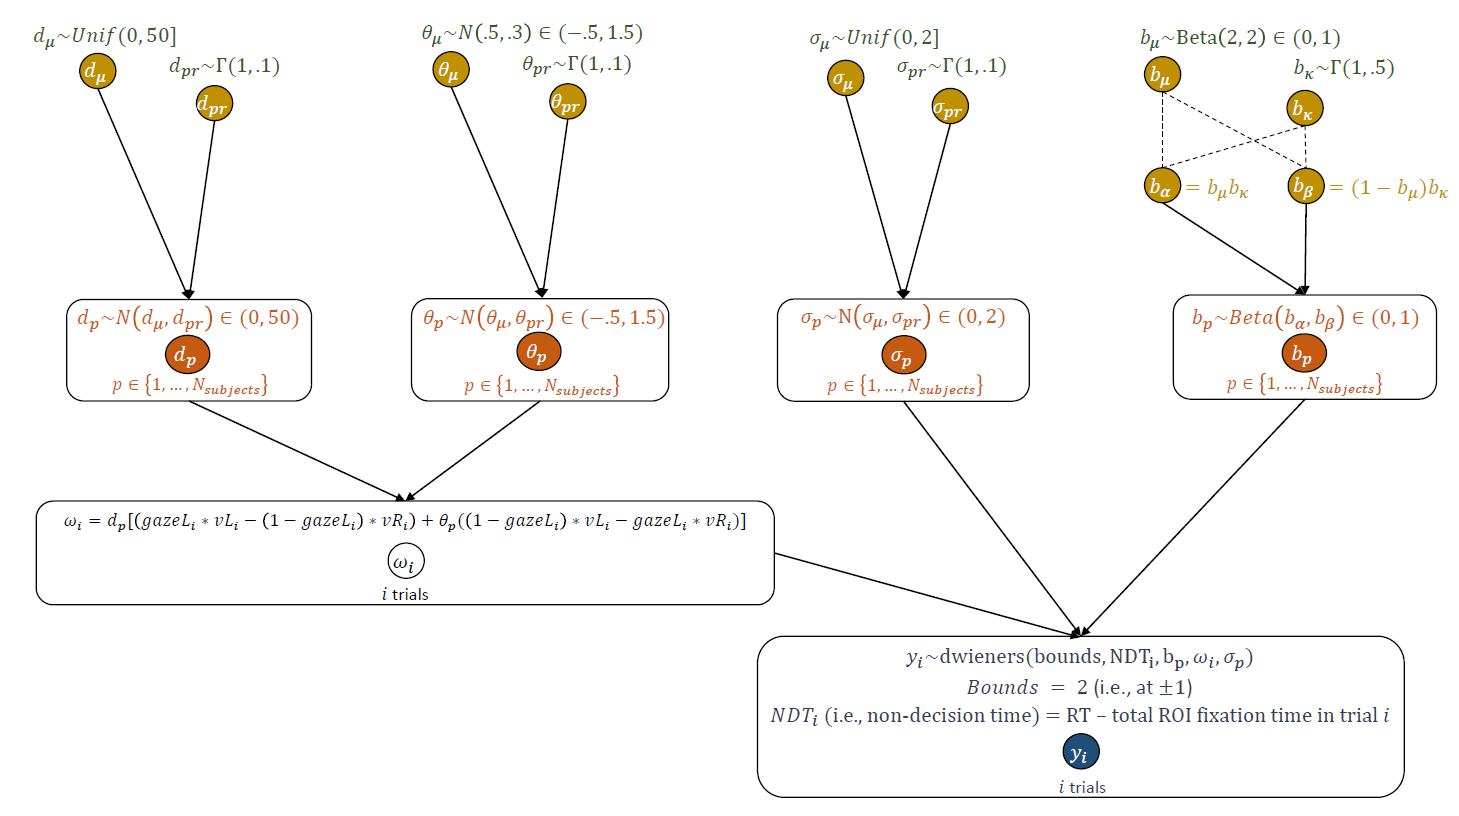 d_μ~Unif(0, 50]
θ_μ~N(.5, .3) ∈ (−.5, 1.5)
σ_μ~Unif(0, 2]
b_μ~Beta(2, 2) ∈ (0, 1)
d_pr~Γ(1, .1)
θ_pr~Γ(1, .1)
σ_pr~Γ(1, .1)
b_κ~Γ(1, .5)
d_μ
θ_μ
σ_μ
b_μ
d_pr
θ_pr
σ_pr
b_κ
b_α = b_μb_κ
b_β = (1 − b_μ)b_κ
d_p~N(d_μ, d_pr) ∈ (0, 50)
d_p
p ∈ {1, … , N_subjects}
θ_p~N(θ_μ, θ_pr) ∈ (−.5, 1.5)
θ_p
p ∈ {1, … , N_subjects}
σ_p~N(σ_μ, σ_pr) ∈ (0, 2)
σ_p
p ∈ {1, … , N_subjects}
b_p~Beta(b_α, b_β) ∈ (0, 1)
b_p
p ∈ {1, … , N_subjects}
ω_i = d_p[(gazeL_i ∗ vL_i − (1 − gazeL_i) ∗ vR_i) + θ_p((1 − gazeL_i) ∗ vL_i − gazeL_i ∗ vR_i)]
ω_i
i trials
y_i~dwieners(bounds, NDT_i, b_p, ω_i, σ_p)
Bounds = 2 (i.e., at ±1)
NDT_i (i.e., non-decision time) = RT – total ROI fixation time in trial i
y_i
i trials